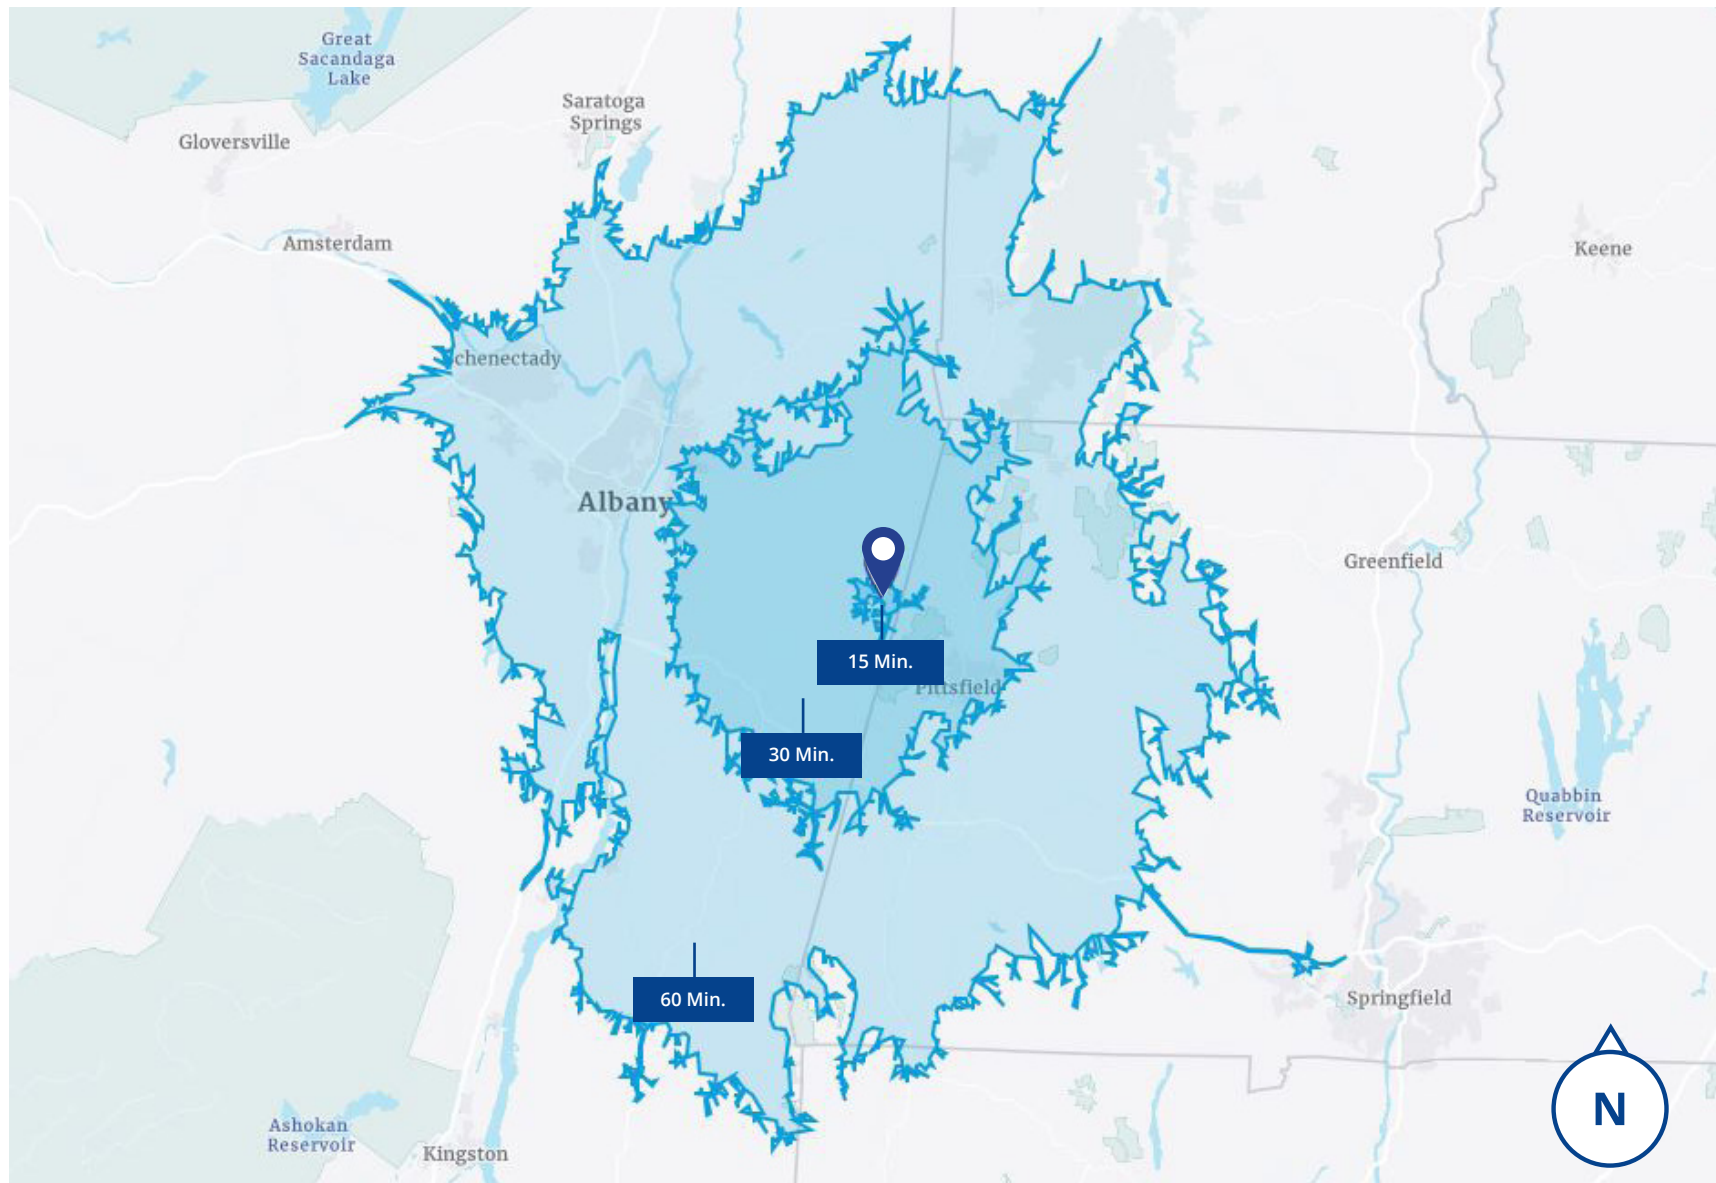 Great
Sacandaga
Lake
Saratoga
Springs
Gloversville
Amsterdam
Keene
chenectady
Albany
Greenfield
15 Min.
Pittsfield
30 Min.
Quabbin
Reservoir
60 Min.
Springfield
N
Ashokan
Reservoir
Kingston